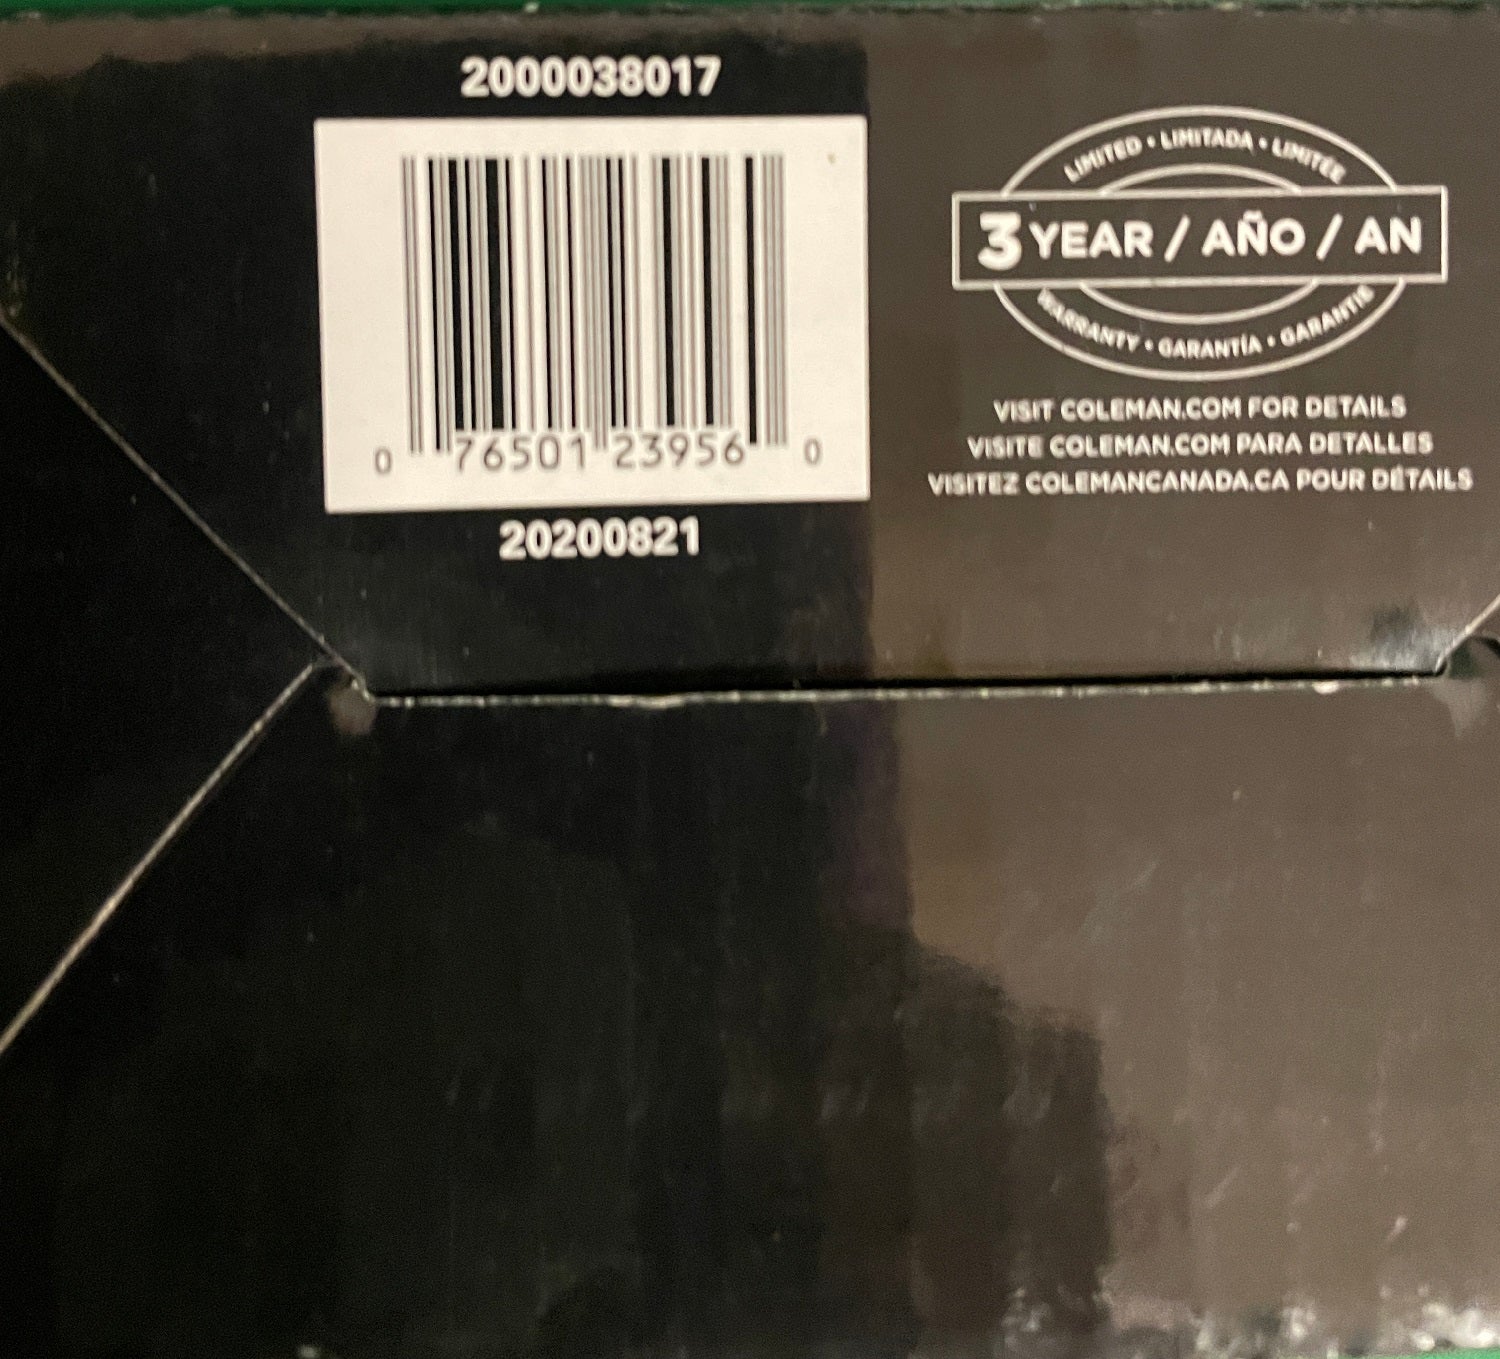 2000038017
0 76501 23956 0
20200821
LIMITED • LIMITADA • LIMITÉE
3 YEAR / AÑO / AN
WARRANTY • GARANTÍA • GARANTIE
VISIT COLEMAN.COM FOR DETAILS
VISITE COLEMAN.COM PARA DETALLES
VISITEZ COLEMANCANADA.CA POUR DÉTAILS